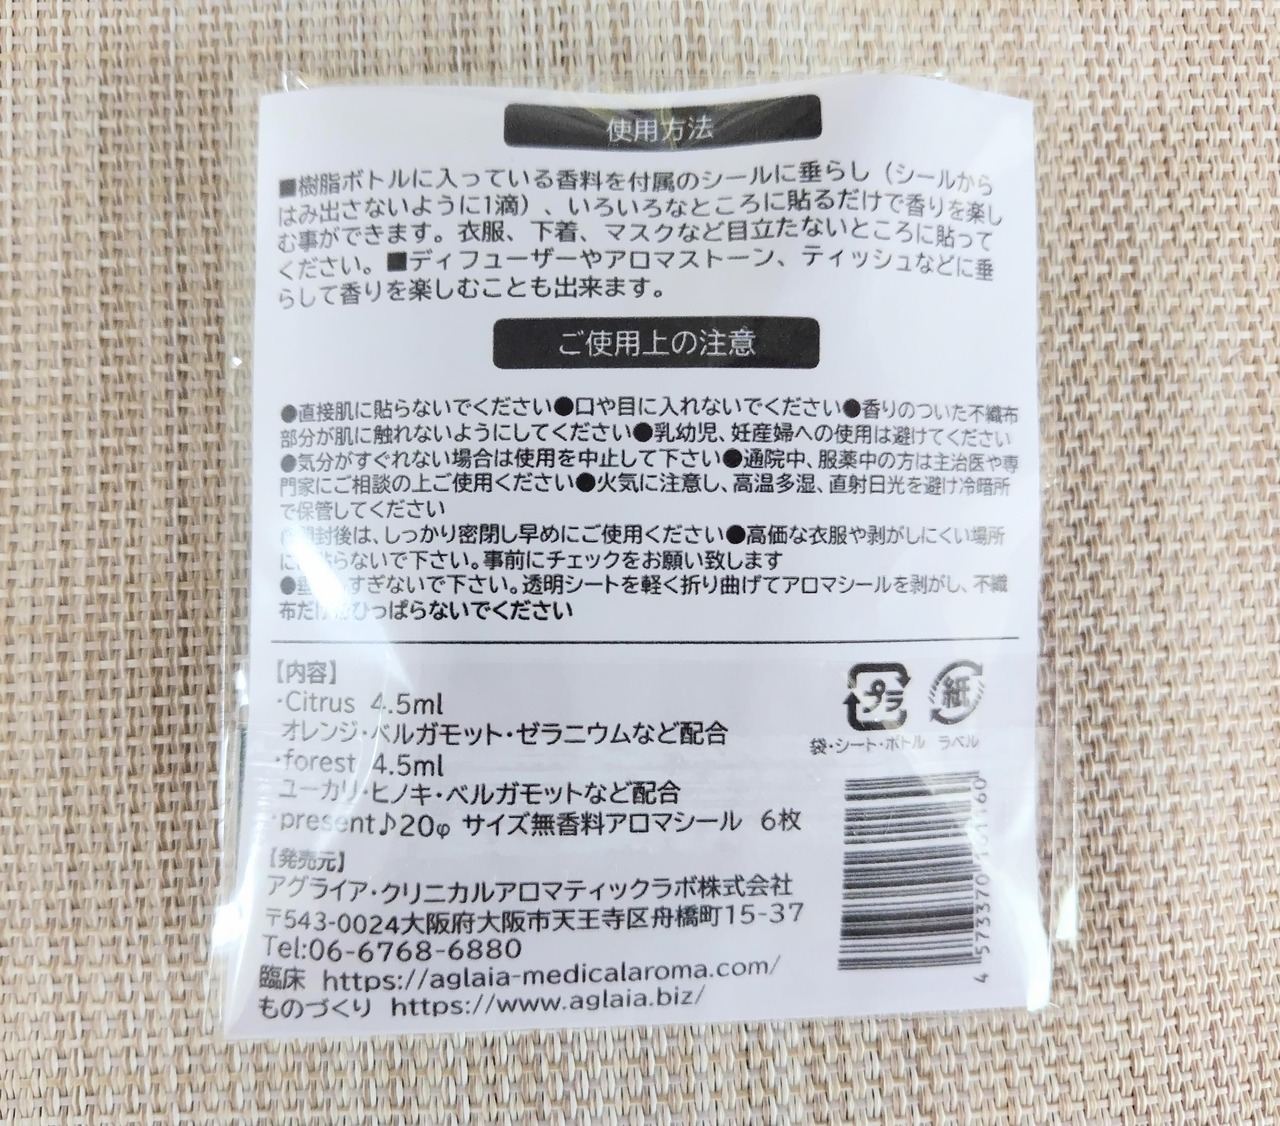 使用方法
■樹脂ボトルに入っている香料を付属のシールに垂らし（シールから
はみ出さないように1滴）、いろいろなところに貼るだけで香りを楽し
む事ができます。衣服、下着、マスクなど目立たないところに貼って
ください。■ディフューザーやアロマストーン、ティッシュなどに垂
らして香りを楽しむことも出来ます。
ご使用上の注意
●直接肌に貼らないでください●口や目に入れないでください●香りのついた不織布
部分が肌に触れないようにしてください●乳幼児、妊産婦への使用は避けてください
●気分がすぐれない場合は使用を中止して下さい●通院中、服薬中の方は主治医や専
門家にご相談の上ご使用ください●火気に注意し、高温多湿、直射日光を避け冷暗所
で保管してください
開封後は、しっかり密閉し早めにご使用ください●高価な衣服や剥がしにくい場所
に貼らないで下さい。事前にチェックをお願い致します
●垂らすぎないで下さい。透明シートを軽く折り曲げてアロマシールを剥がし、不織
布だけをひっぱらないでください
【内容】
・Citrus 4.5ml
オレンジ・ベルガモット・ゼラニウムなど配合
・forest 4.5ml
ユーカリ・ヒノキ・ベルガモットなど配合
・present♪20φ サイズ無香料アロマシール 6枚
プラ
紙
袋・シート・ボトル ラベル
【発売元】
アグライア・クリニカルアロマティックラボ株式会社
〒543-0024大阪府大阪市天王寺区舟橋町15-37
Tel:06-6768-6880
臨床 https://aglaia-medicalaroma.com/
ものづくり https://www.aglaia.biz/